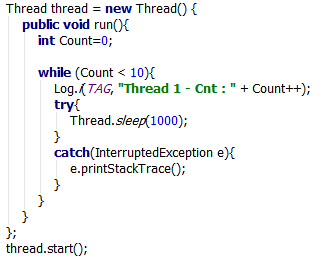 Thread thread = new Thread() {
    public void run(){
        int Count=0;

        while (Count < 10){
            Log.i(TAG, "Thread 1 - Cnt : " + Count++);
            try{
                Thread.sleep(1000);
            }
            catch(InterruptedException e){
                e.printStackTrace();
            }
        }
    }
};
thread.start();